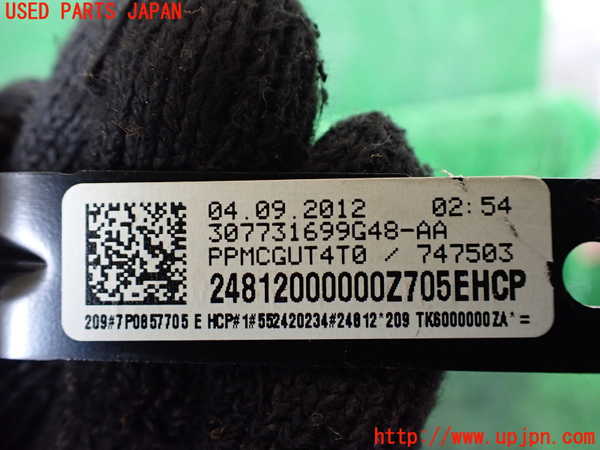 USED PARTS JAPAN
04.09.2012 02:54
307731699G48-AA
PPMCGUT4T0 / 747503
24812000000Z705EHCP
209#7P0857705 E HCP#1#552420234#24812*209 TK6000000ZA*=
http://www.upjpn.com/